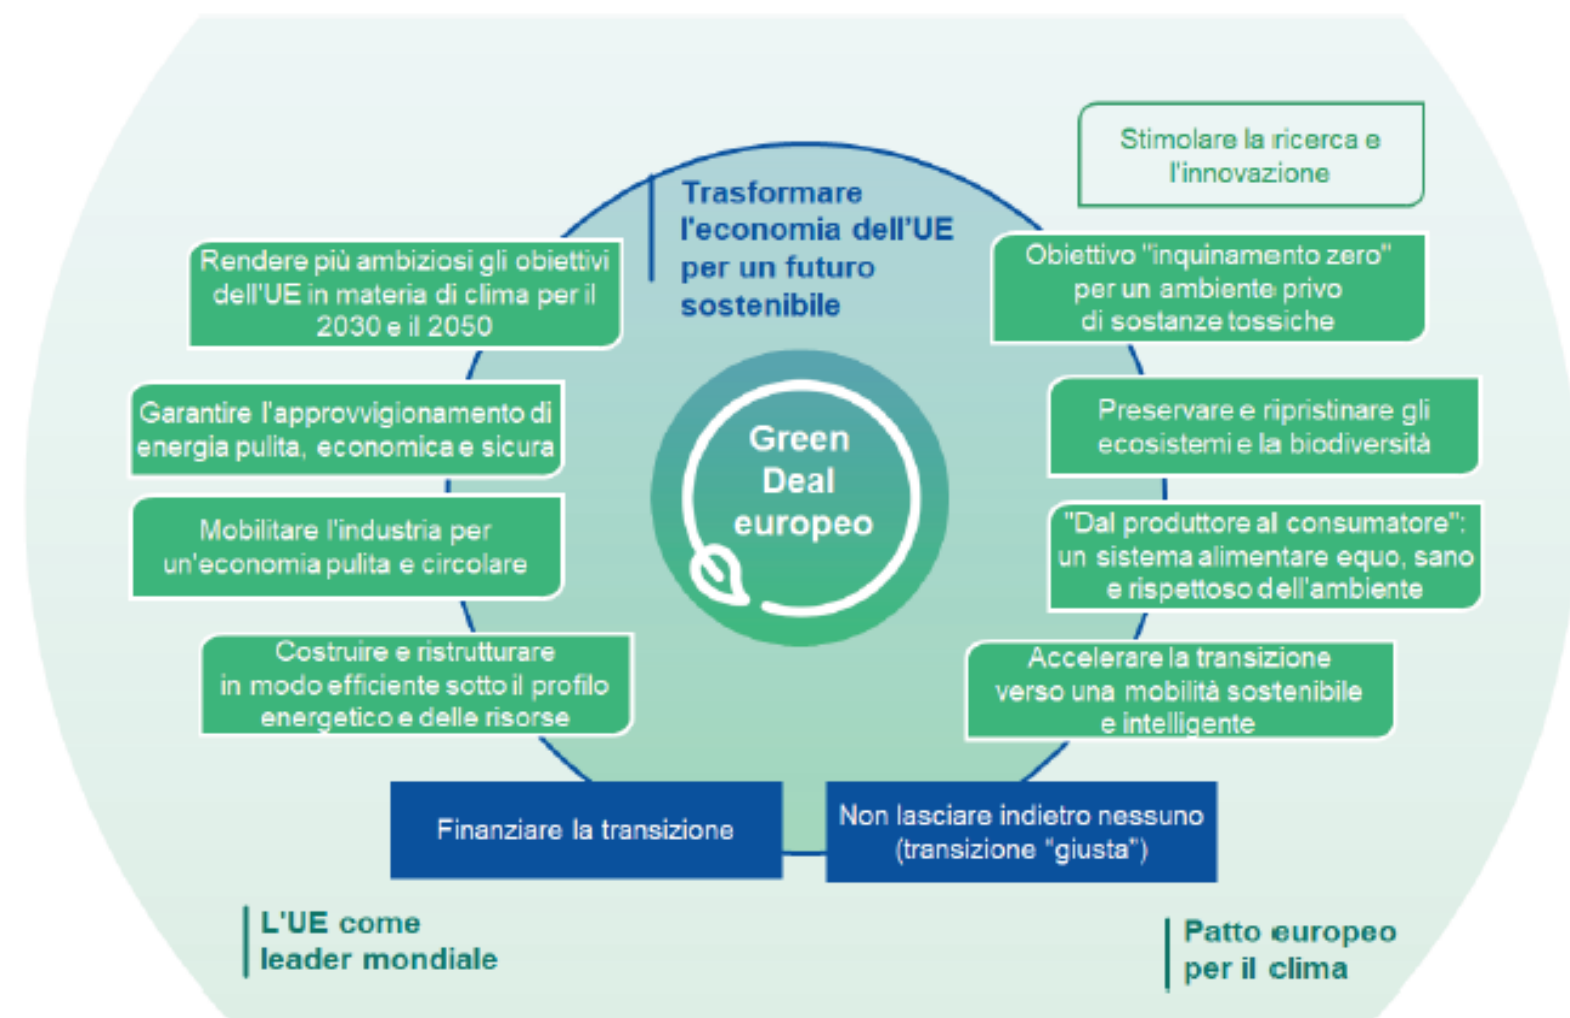 Stimolare la ricerca e
l'innovazione
Trasformare
l'economia dell'UE
per un futuro
sostenibile
Rendere più ambiziosi gli obiettivi
dell'UE in materia di clima per il
2030 e il 2050
Obiettivo "inquinamento zero"
per un ambiente privo
di sostanze tossiche
Garantire l'approvvigionamento di
energia pulita, economica e sicura
Green
Deal
europeo
Preservare e ripristinare gli
ecosistemi e la biodiversità
Mobilitare l'industria per
un'economia pulita e circolare
"Dal produttore al consumatore":
un sistema alimentare equo, sano
e rispettoso dell'ambiente
Costruire e ristrutturare
in modo efficiente sotto il profilo
energetico e delle risorse
Accelerare la transizione
verso una mobilità sostenibile
e intelligente
Finanziare la transizione
Non lasciare indietro nessuno
(transizione "giusta")
L'UE come
leader mondiale
Patto europeo
per il clima